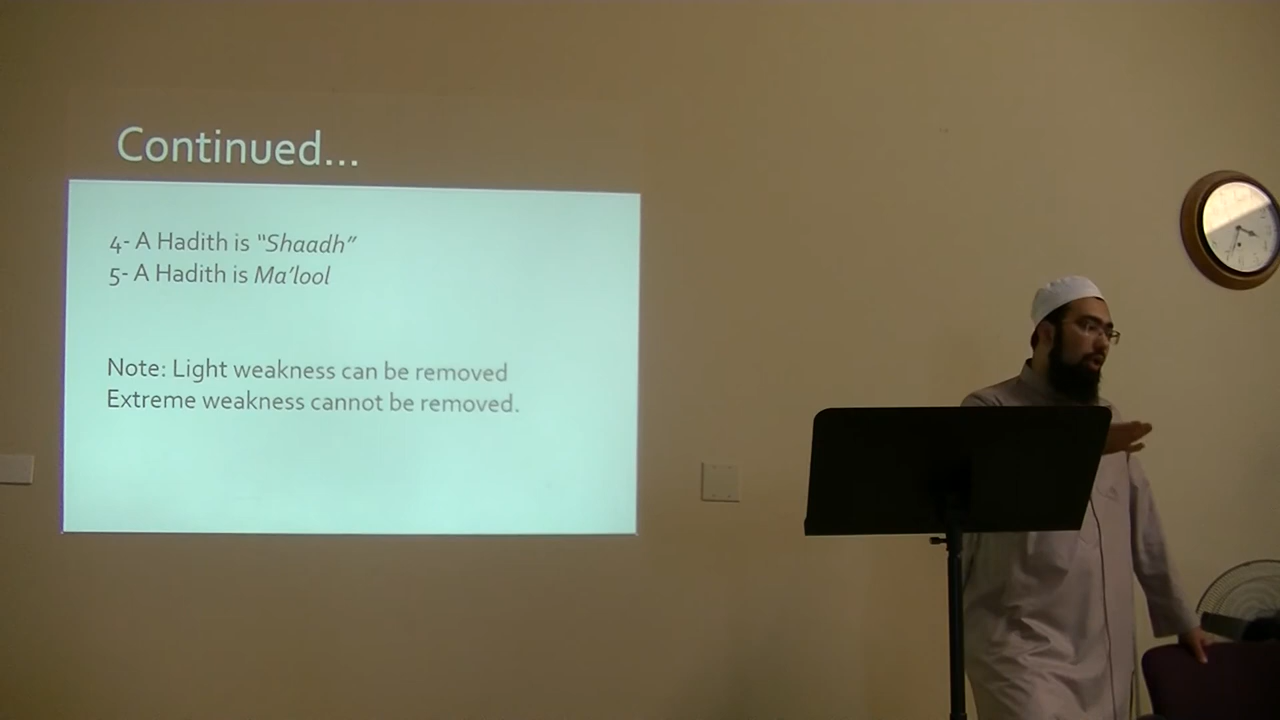 Continued...
4- A Hadith is “Shaadh”
5- A Hadith is Ma’lool
Note: Light weakness can be removed
Extreme weakness cannot be removed.